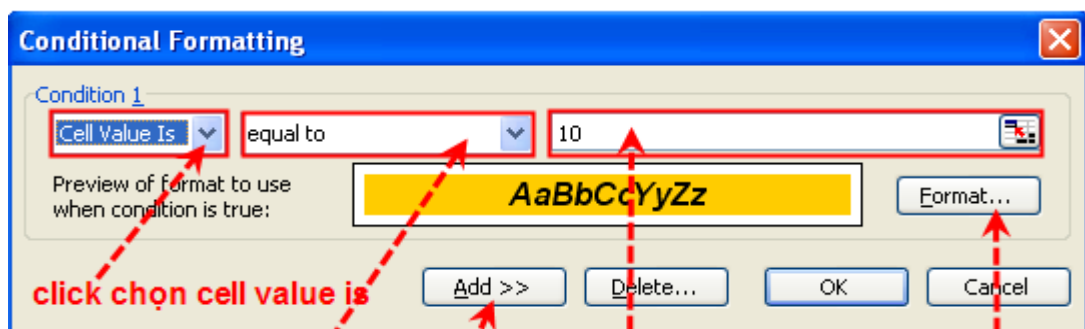 Conditional Formatting
Condition 1
Cell Value Is equal to 10
Preview of format to use
when condition is true:
AaBbCcYyZz
Format...
click chọn cell value is
Add >> Delete... OK Cancel